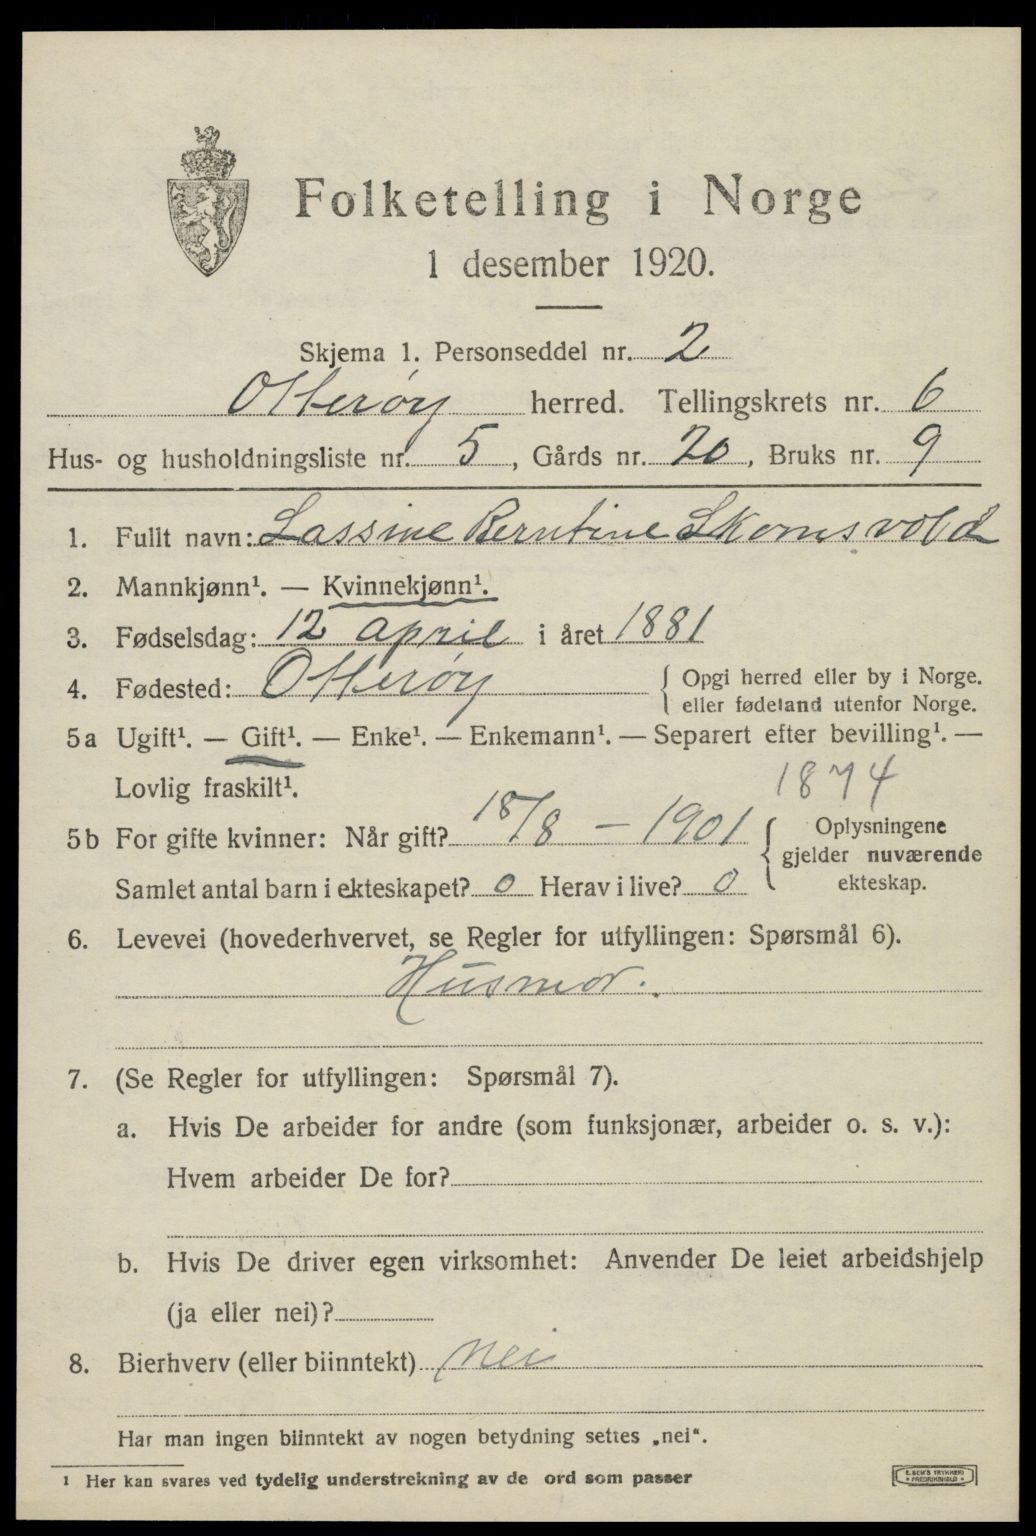 Folketelling i Norge
1 desember 1920.
Skjema 1. Personseddel nr. 2
Otterøy herred. Tellingskrets nr. 6
Hus- og husholdningsliste nr. 5, Gårds nr. 20, Bruks nr. 9
1. Fullt navn: Lassine Berntine Skomsvold
2. Mannkjønn¹. — Kvinnekjønn¹.
3. Fødselsdag: 12 april i året 1881
4. Fødested: Otterøy { Opgi herred eller by i Norge.
eller fødeland utenfor Norge.
5a Ugift¹. — Gift¹. — Enke¹. — Enkemann¹. — Separert efter bevilling¹. —
Lovlig fraskilt¹. 1874
5b For gifte kvinner: Når gift? 18/8 – 1901 { Oplysningene
gjelder nuværende
Samlet antal barn i ekteskapet? 0 Herav i live? 0 ekteskap.
6. Levevei (hovederhvervet, se Regler for utfyllingen: Spørsmål 6).
Husmor.
7. (Se Regler for utfyllingen: Spørsmål 7).
a. Hvis De arbeider for andre (som funksjonær, arbeider o. s. v.):
Hvem arbeider De for?
b. Hvis De driver egen virksomhet: Anvender De leiet arbeidshjelp
(ja eller nei)?
8. Bierhverv (eller biinntekt) nei
Har man ingen biinntekt av nogen betydning settes „nei“.
¹ Her kan svares ved tydelig understrekning av de ord som passer
E. SEM'S TRYKKERI
• FREDRIKSHALD •